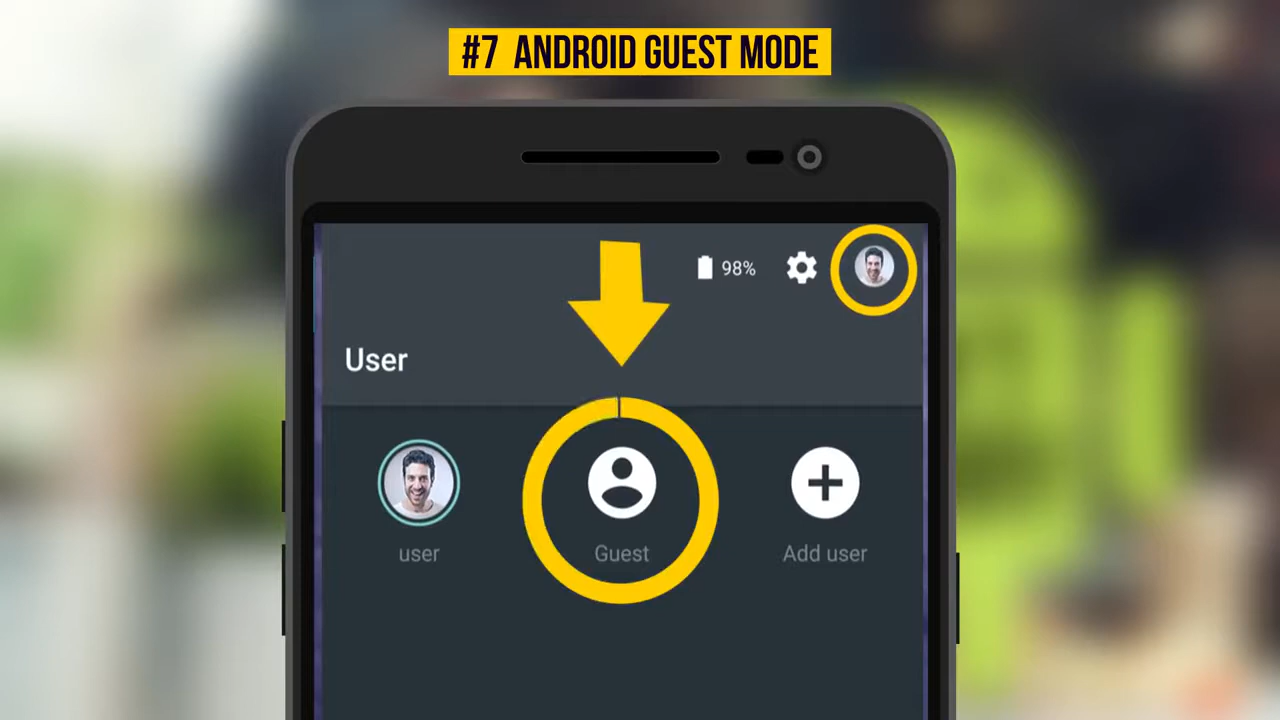 #7 ANDROID GUEST MODE
98%
User
user
Guest
Add user